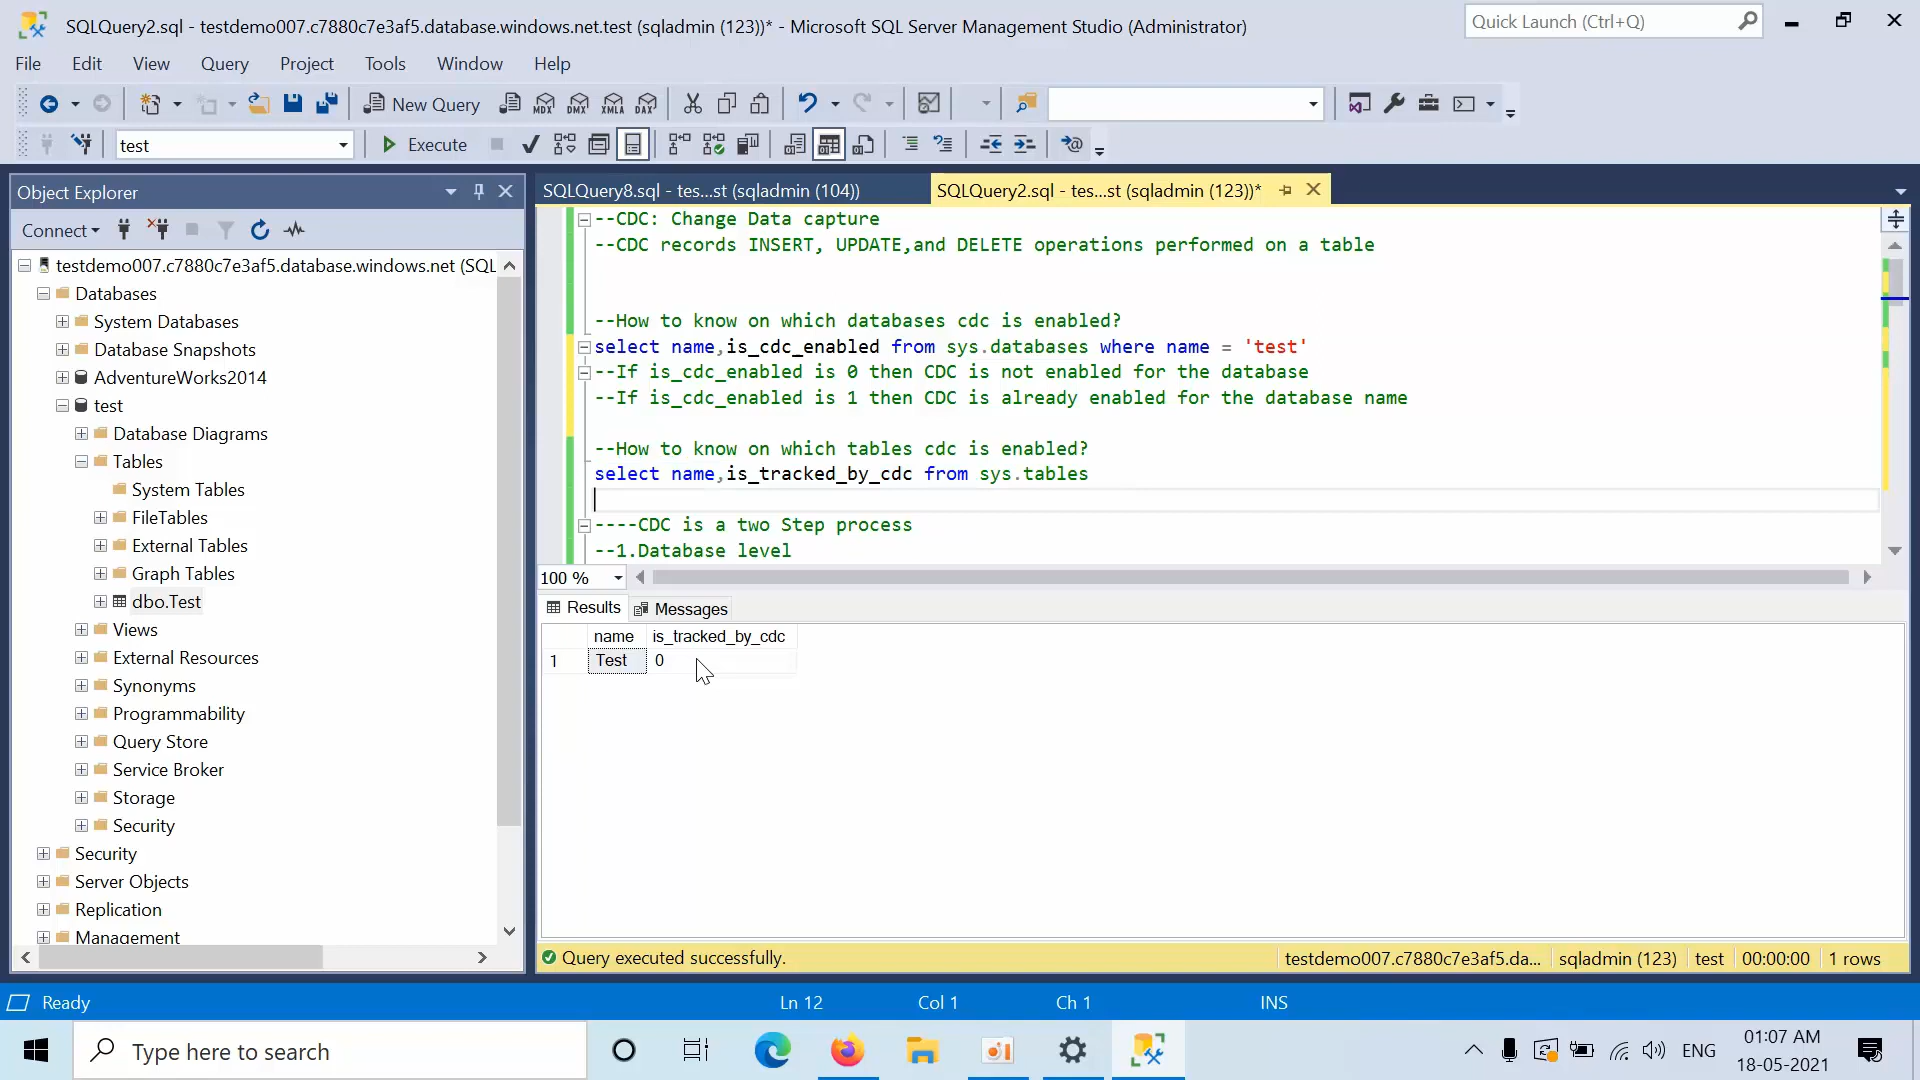 SQLQuery2.sql - testdemo007.c7880c7e3af5.database.windows.net.test (sqladmin (123))* - Microsoft SQL Server Management Studio (Administrator)
Quick Launch (Ctrl+Q)
File Edit View Query Project Tools Window Help
New Query MDX DMX XMLA DAX
test Execute
Object Explorer
Connect
testdemo007.c7880c7e3af5.database.windows.net (SQL
Databases
System Databases
Database Snapshots
AdventureWorks2014
test
Database Diagrams
Tables
System Tables
FileTables
External Tables
Graph Tables
dbo.Test
Views
External Resources
Synonyms
Programmability
Query Store
Service Broker
Storage
Security
Security
Server Objects
Replication
Management
SQLQuery8.sql - tes...st (sqladmin (104))
SQLQuery2.sql - tes...st (sqladmin (123))*
--CDC: Change Data capture
--CDC records INSERT, UPDATE,and DELETE operations performed on a table
--How to know on which databases cdc is enabled?
select name,is_cdc_enabled from sys.databases where name = 'test'
--If is_cdc_enabled is 0 then CDC is not enabled for the database
--If is_cdc_enabled is 1 then CDC is already enabled for the database name
--How to know on which tables cdc is enabled?
select name,is_tracked_by_cdc from sys.tables
----CDC is a two Step process
--1.Database level
100 %
Results Messages
name is_tracked_by_cdc
1 Test 0
Query executed successfully.
testdemo007.c7880c7e3af5.da... sqladmin (123) test 00:00:00 1 rows
Ready Ln 12 Col 1 Ch 1 INS
Type here to search
ENG
01:07 AM
18-05-2021